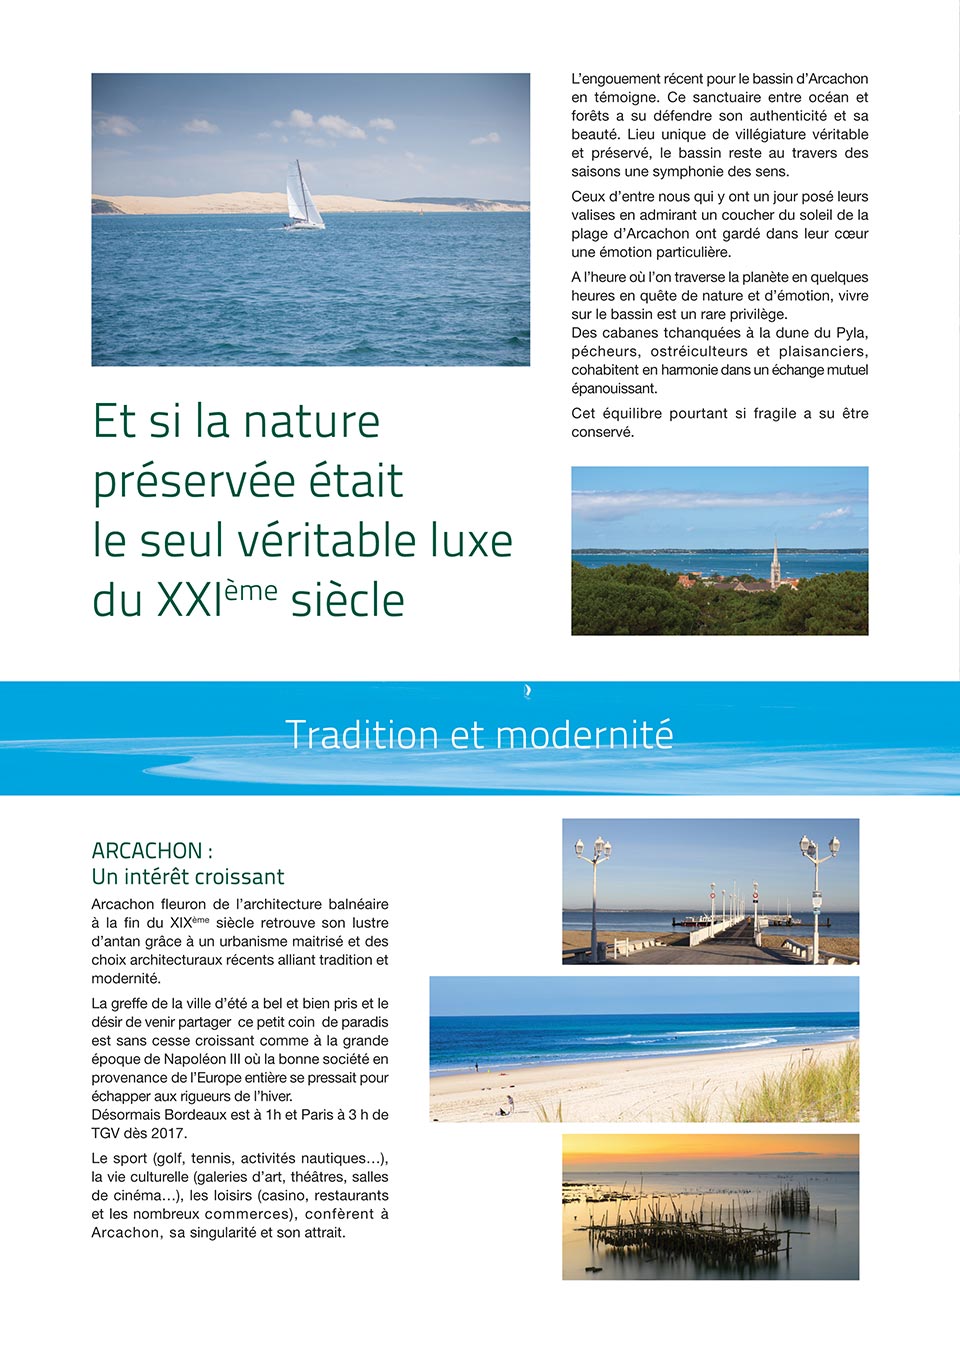 L’engouement récent pour le bassin d’Arcachon
en témoigne. Ce sanctuaire entre océan et
forêts a su défendre son authenticité et sa
beauté. Lieu unique de villégiature véritable
et préservé, le bassin reste au travers des
saisons une symphonie des sens.
Ceux d’entre nous qui y ont un jour posé leurs
valises en admirant un coucher du soleil de la
plage d’Arcachon ont gardé dans leur cœur
une émotion particulière.
A l’heure où l’on traverse la planète en quelques
heures en quête de nature et d’émotion, vivre
sur le bassin est un rare privilège.
Des cabanes tchanquées à la dune du Pyla,
pécheurs, ostréiculteurs et plaisanciers,
cohabitent en harmonie dans un échange mutuel
épanouissant.
Cet équilibre pourtant si fragile a su être
conservé.
Et si la nature
préservée était
le seul véritable luxe
du XXIème siècle
Tradition et modernité
ARCACHON :
Un intérêt croissant
Arcachon fleuron de l’architecture balnéaire
à la fin du XIXème siècle retrouve son lustre
d’antan grâce à un urbanisme maitrisé et des
choix architecturaux récents alliant tradition et
modernité.
La greffe de la ville d’été a bel et bien pris et le
désir de venir partager ce petit coin de paradis
est sans cesse croissant comme à la grande
époque de Napoléon III où la bonne société en
provenance de l’Europe entière se pressait pour
échapper aux rigueurs de l’hiver.
Désormais Bordeaux est à 1h et Paris à 3 h de
TGV dès 2017.
Le sport (golf, tennis, activités nautiques…),
la vie culturelle (galeries d’art, théâtres, salles
de cinéma…), les loisirs (casino, restaurants
et les nombreux commerces), confèrent à
Arcachon, sa singularité et son attrait.